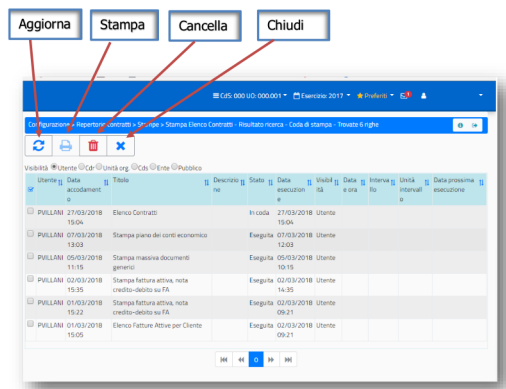 Aggiorna Stampa Cancella Chiudi
CdS: 000 UO: 000.001 Esercizio: 2017 Preferiti
Configurazione > Repertorio Contratti > Stampe > Stampa Elenco Contratti - Risultato ricerca - Coda di stampa - Trovate 6 righe
Visibilità Utente Cdr Unità org. Cds Ente Pubblico
Utente Data accodamento Titolo Descrizione Stato Data esecuzione Visibilità Data e ora Intervallo Unità intervallo Data prossima esecuzione
PVILLANI 27/03/2018 15:04 Elenco Contratti In coda 27/03/2018 15:04 Utente
PVILLANI 07/03/2018 13:03 Stampa piano dei conti economico Eseguita 07/03/2018 12:03 Utente
PVILLANI 05/03/2018 11:15 Stampa massiva documenti generici Eseguita 05/03/2018 10:15 Utente
PVILLANI 02/03/2018 15:35 Stampa fattura attiva, nota credito-debito su FA Eseguita 02/03/2018 14:35 Utente
PVILLANI 01/03/2018 15:22 Stampa fattura attiva, nota credito-debito su FA Eseguita 02/03/2018 09:21 Utente
PVILLANI 01/03/2018 15:05 Elenco Fatture Attive per Cliente Eseguita 02/03/2018 09:21 Utente
0